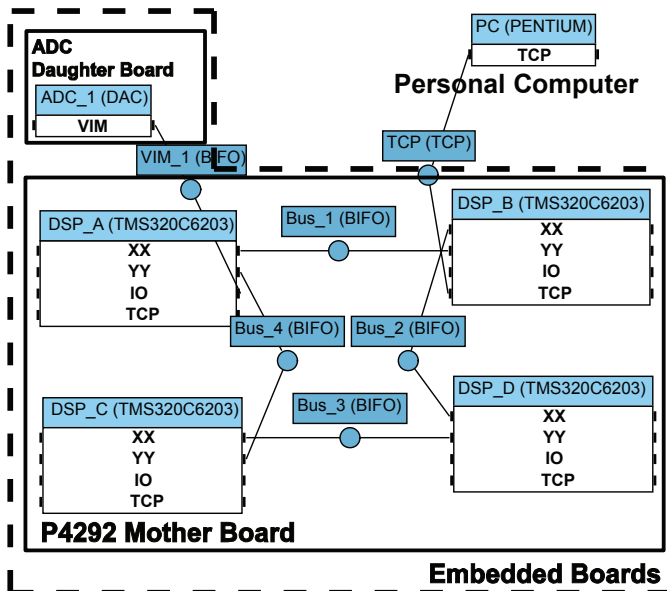 ADC
Daughter Board
ADC_1 (DAC)
VIM
PC (PENTIUM)
TCP
Personal Computer
VIM_1 (BIFO)
TCP (TCP)
DSP_A (TMS320C6203)
XX
YY
IO
TCP
Bus_1 (BIFO)
DSP_B (TMS320C6203)
XX
YY
IO
TCP
Bus_4 (BIFO)
Bus_2 (BIFO)
DSP_C (TMS320C6203)
XX
YY
IO
TCP
Bus_3 (BIFO)
DSP_D (TMS320C6203)
XX
YY
IO
TCP
P4292 Mother Board
Embedded Boards